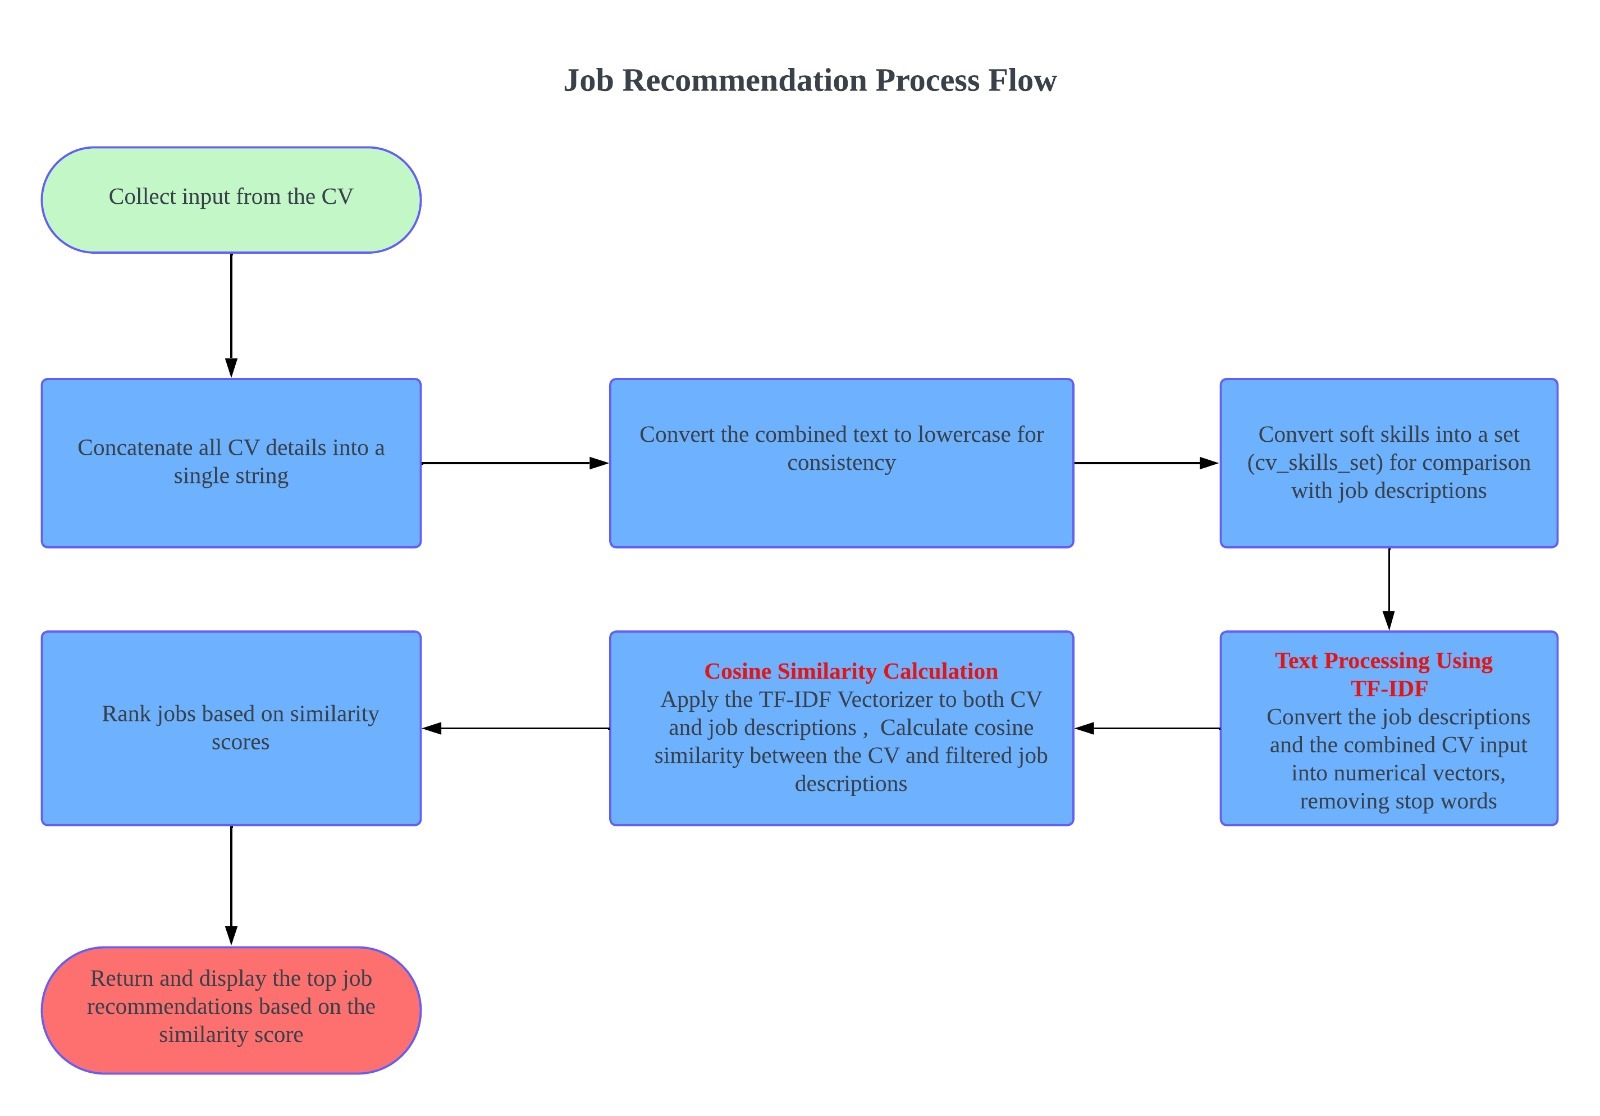 Job Recommendation Process Flow
Collect input from the CV
Concatenate all CV details into a
single string
Convert the combined text to lowercase for
consistency
Convert soft skills into a set
(cv_skills_set) for comparison
with job descriptions
Text Processing Using
TF-IDF
Convert the job descriptions
and the combined CV input
into numerical vectors,
removing stop words
Cosine Similarity Calculation
Apply the TF-IDF Vectorizer to both CV
and job descriptions ,  Calculate cosine
similarity between the CV and filtered job
descriptions
Rank jobs based on similarity
scores
Return and display the top job
recommendations based on the
similarity score